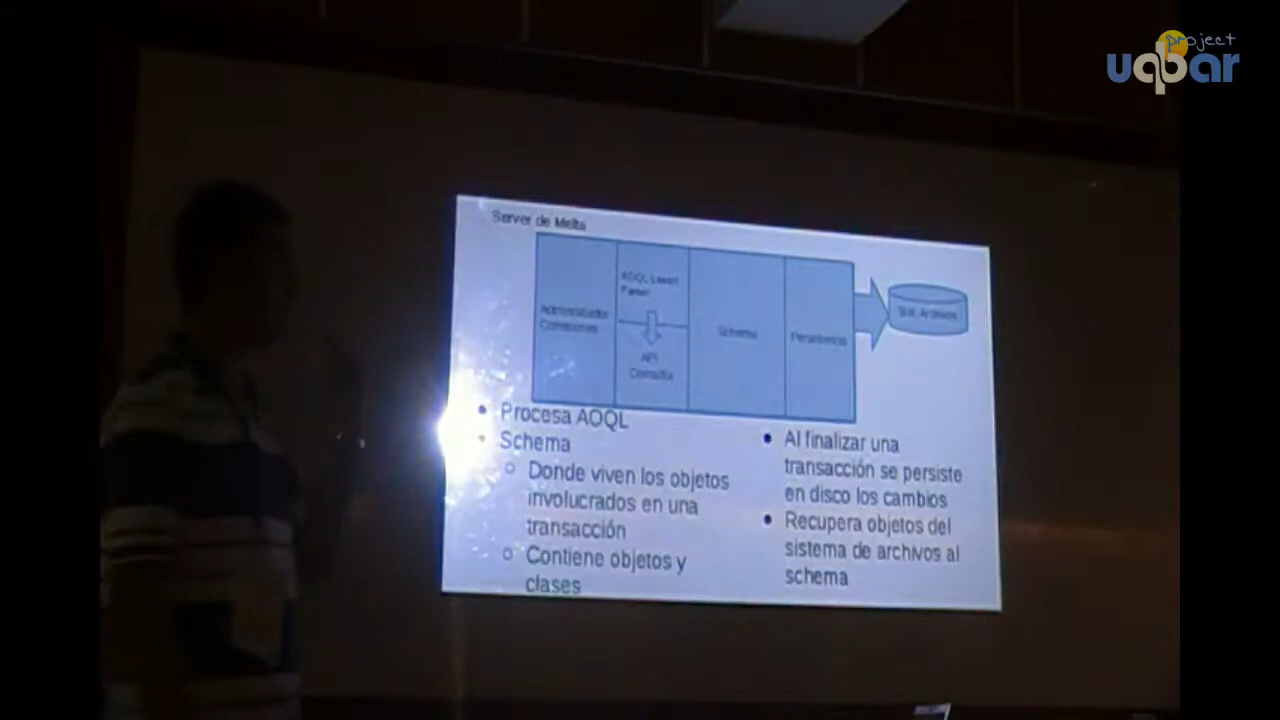 project
uqbar
Server de Melta
Administrador
Conexiones
AOQL Lexer/
Parser
API
Consulta
Schema
Persistencia
Sist. Archivos
• Procesa AOQL
• Schema
○ Donde viven los objetos
involucrados en una
transacción
○ Contiene objetos y
clases
• Al finalizar una
transacción se persiste
en disco los cambios
• Recupera objetos del
sistema de archivos al
schema